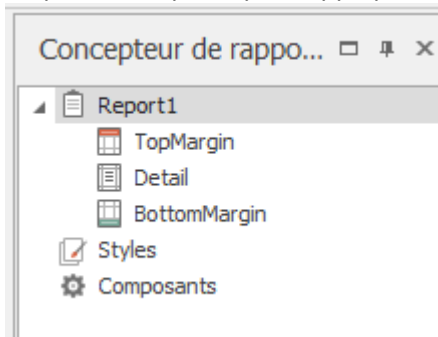 Concepteur de rappo...
Report1
TopMargin
Detail
BottomMargin
Styles
Composants